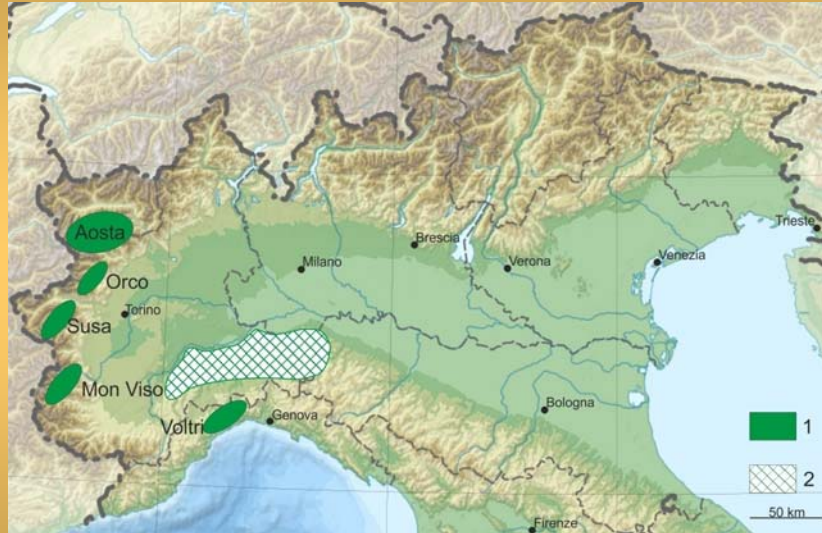 Aosta
Orco
Susa
Torino
Mon Viso
Voltri
Genova
Milano
Brescia
Verona
Venezia
Trieste
Bologna
Firenze
1
2
50 km